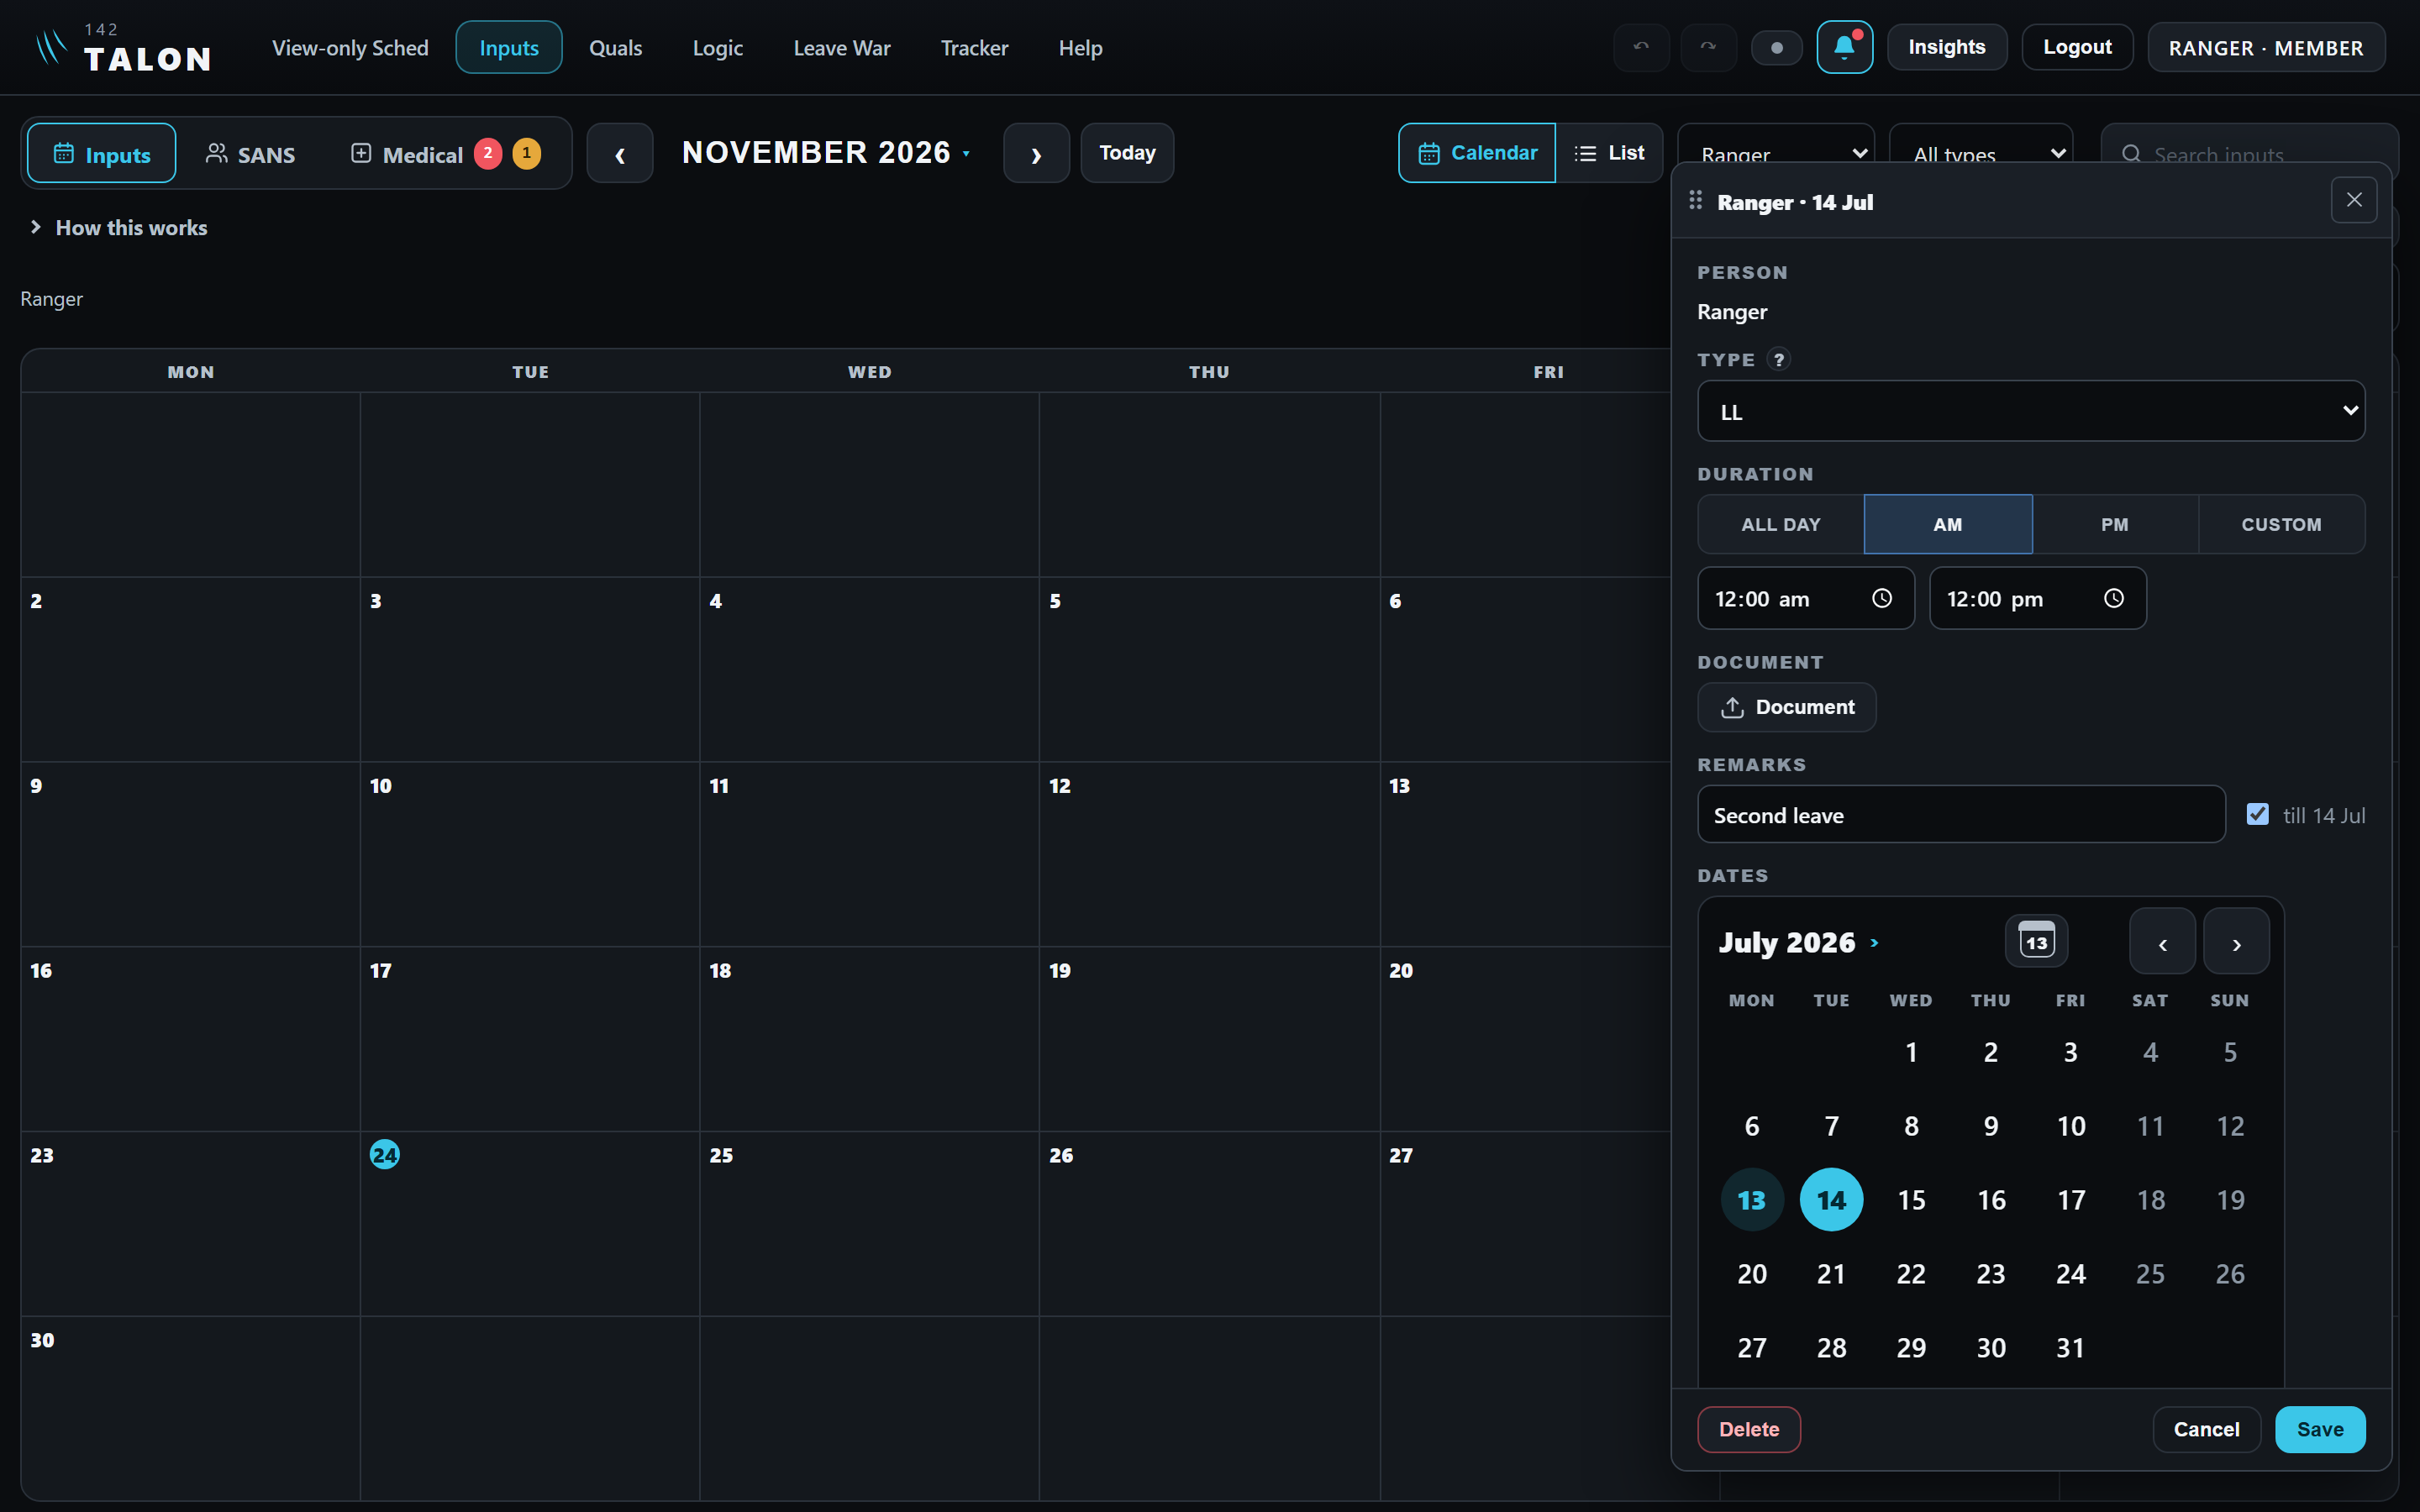 142
TALON
View-only Sched
Inputs
Quals
Logic
Leave War
Tracker
Help
Insights
Logout
RANGER · MEMBER
Inputs
SANS
Medical 2 1
‹
NOVEMBER 2026
›
Today
Calendar
List
Ranger
All types
Search inputs
How this works
Ranger
MON TUE WED THU FRI
2 3 4 5 6
9 10 11 12 13
16 17 18 19 20
23 24 25 26 27
30
Ranger · 14 Jul
PERSON
Ranger
TYPE ?
LL
DURATION
ALL DAY AM PM CUSTOM
12:00 am 12:00 pm
DOCUMENT
Document
REMARKS
Second leave till 14 Jul
DATES
July 2026 › 13 ‹ ›
MON TUE WED THU FRI SAT SUN
1 2 3 4 5
6 7 8 9 10 11 12
13 14 15 16 17 18 19
20 21 22 23 24 25 26
27 28 29 30 31
Delete Cancel Save